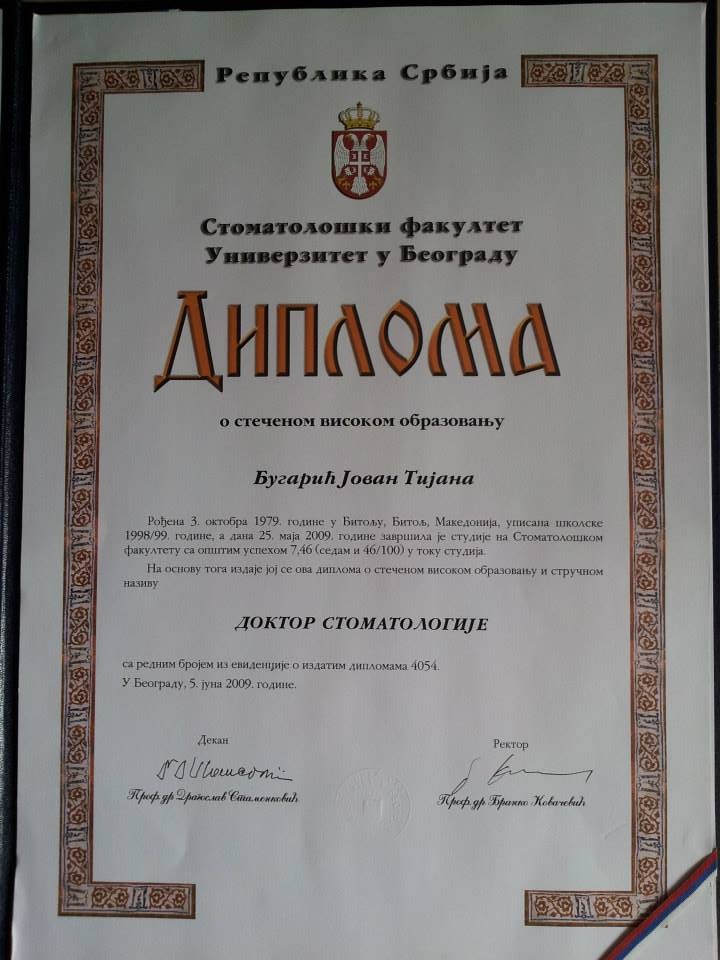 Република Србија
Стоматолошки факултет
Универзитет у Београду
Диплома
о стеченом високом образовању
Бугарић Јован Тијана
Рођена 3. октобра 1979. године у Битољу, Битољ, Македонија, уписана школске
1998/99. године, а дана 25. маја 2009. године завршила је студије на Стоматолошком
факултету са општим успехом 7,46 (седам и 46/100) у току студија.
На основу тога издаје јој се ова диплома о стеченом високом образовању и стручном
називу
ДОКТОР СТОМАТОЛОГИЈЕ
са редним бројем из евиденције о издатим дипломама 4054.
У Београду, 5. јуна 2009. године.
Декан
Проф. др Драгослав Стаменковић
Ректор
Проф. др Бранко Ковачевић